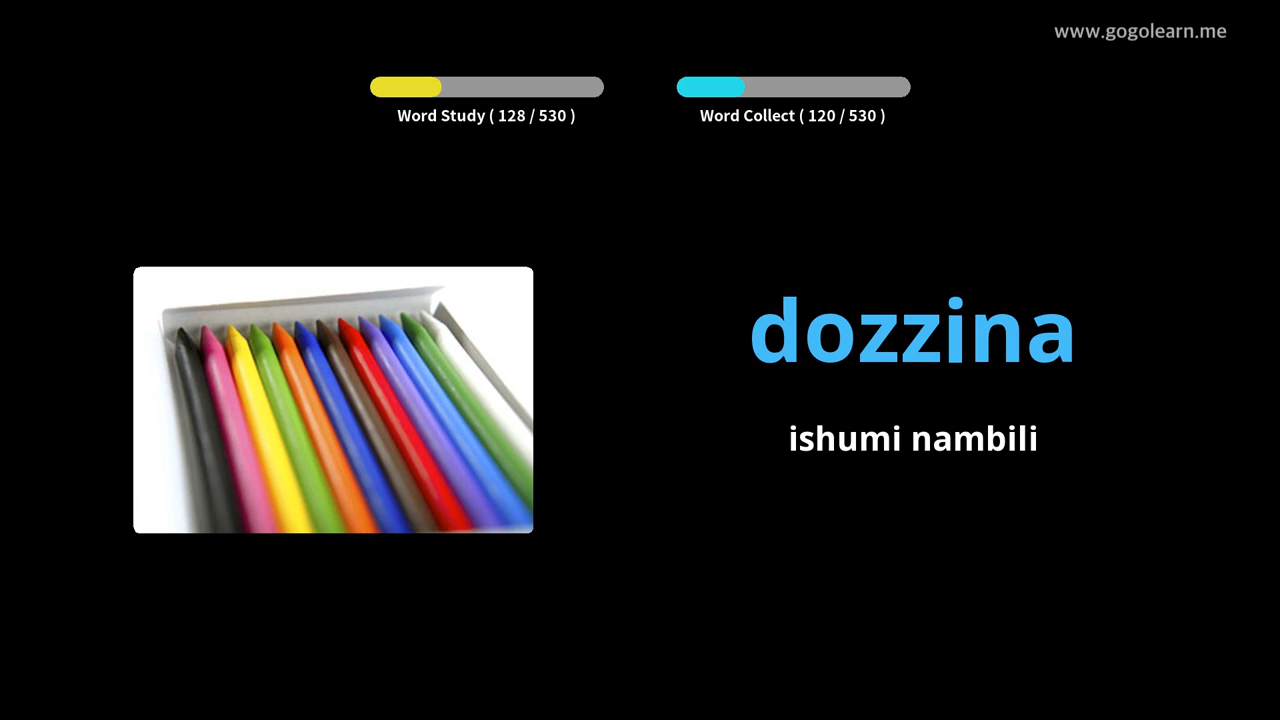 www.gogolearn.me
Word Study ( 128 / 530 )
Word Collect ( 120 / 530 )
dozzina
ishumi nambili